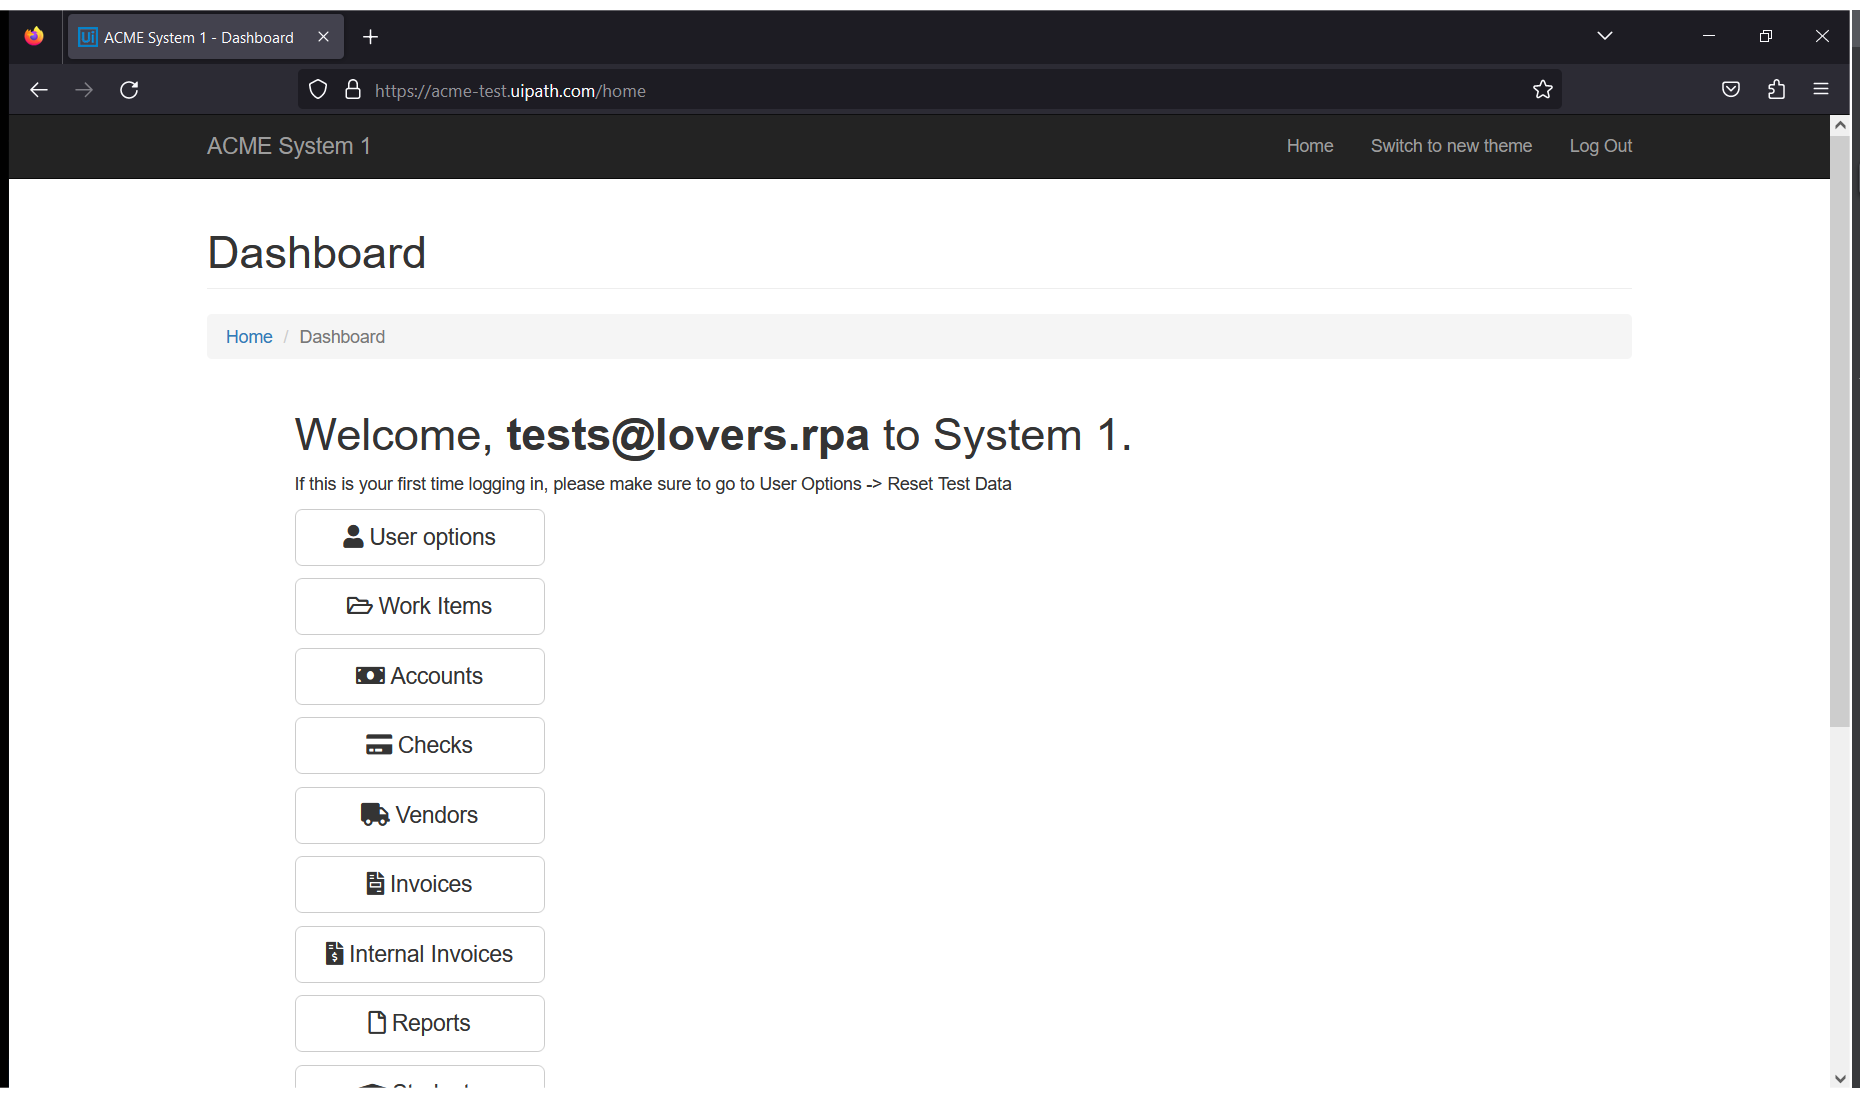 ACME System 1 - Dashboard
https://acme-test.uipath.com/home
ACME System 1
Home
Switch to new theme
Log Out
Dashboard
Home / Dashboard
Welcome, tests@lovers.rpa to System 1.
If this is your first time logging in, please make sure to go to User Options -> Reset Test Data
User options
Work Items
Accounts
Checks
Vendors
Invoices
Internal Invoices
Reports